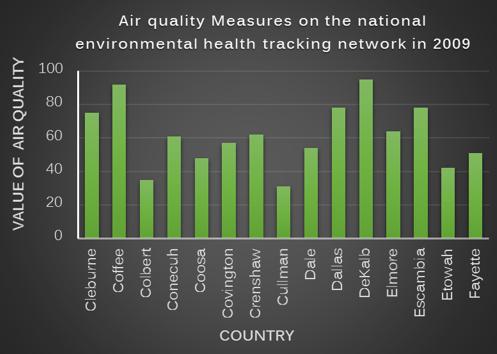 Air quality Measures on the national
environmental health tracking network in 2009
VALUE OF AIR QUALITY
100
80
60
40
20
0
Cleburne
Coffee
Colbert
Conecuh
Coosa
Covington
Crenshaw
Cullman
Dale
Dallas
DeKalb
Elmore
Escambia
Etowah
Fayette
COUNTRY